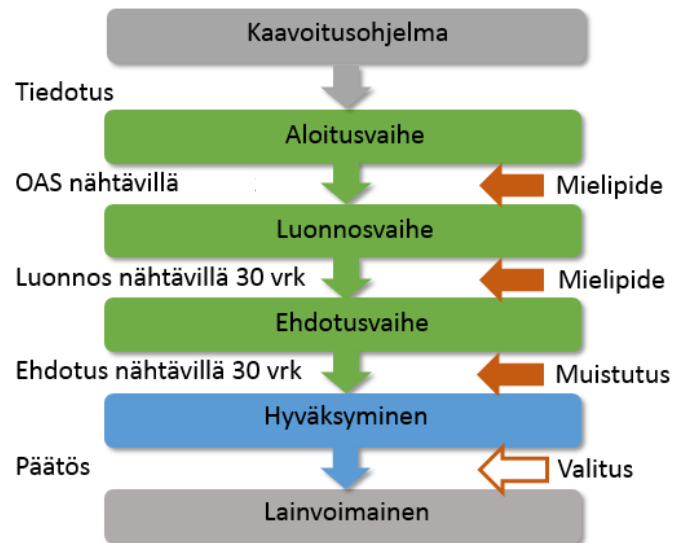 Kaavoitusohjelma
Tiedotus
Aloitusvaihe
OAS nähtävillä
Mielipide
Luonnosvaihe
Luonnos nähtävillä 30 vrk
Mielipide
Ehdotusvaihe
Ehdotus nähtävillä 30 vrk
Muistutus
Hyväksyminen
Päätös
Valitus
Lainvoimainen